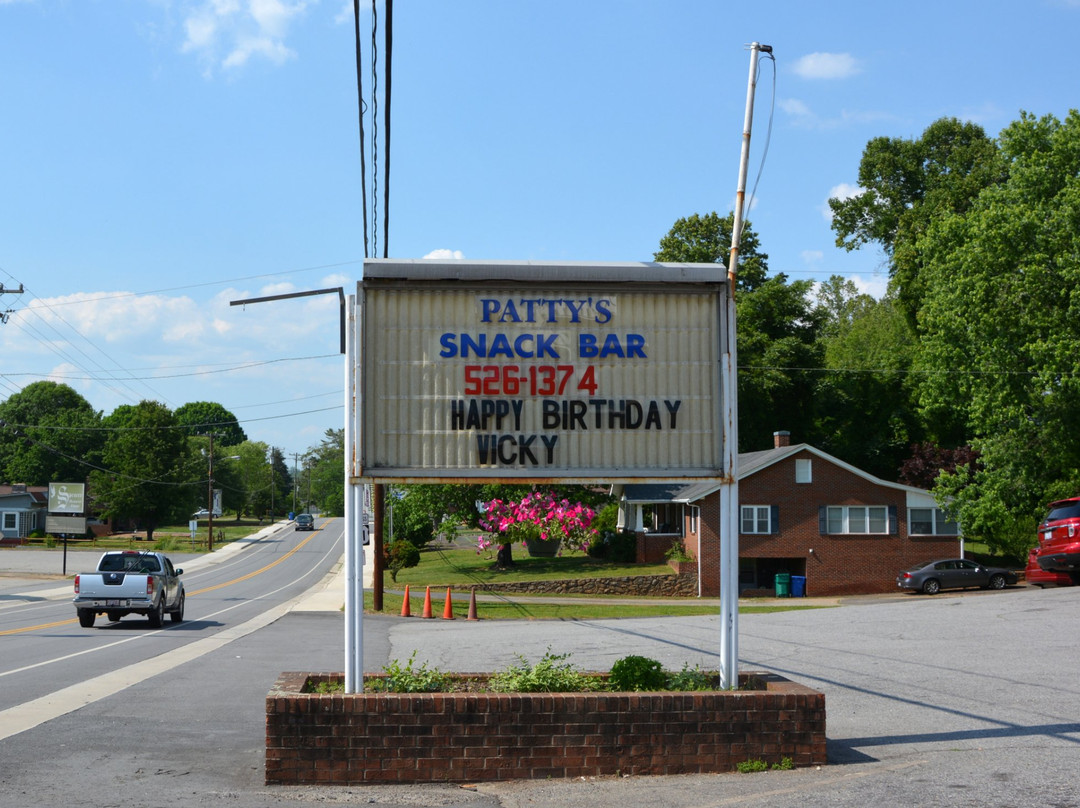 PATTY'S
SNACK BAR
526-1374
HAPPY BIRTHDAY
VICKY